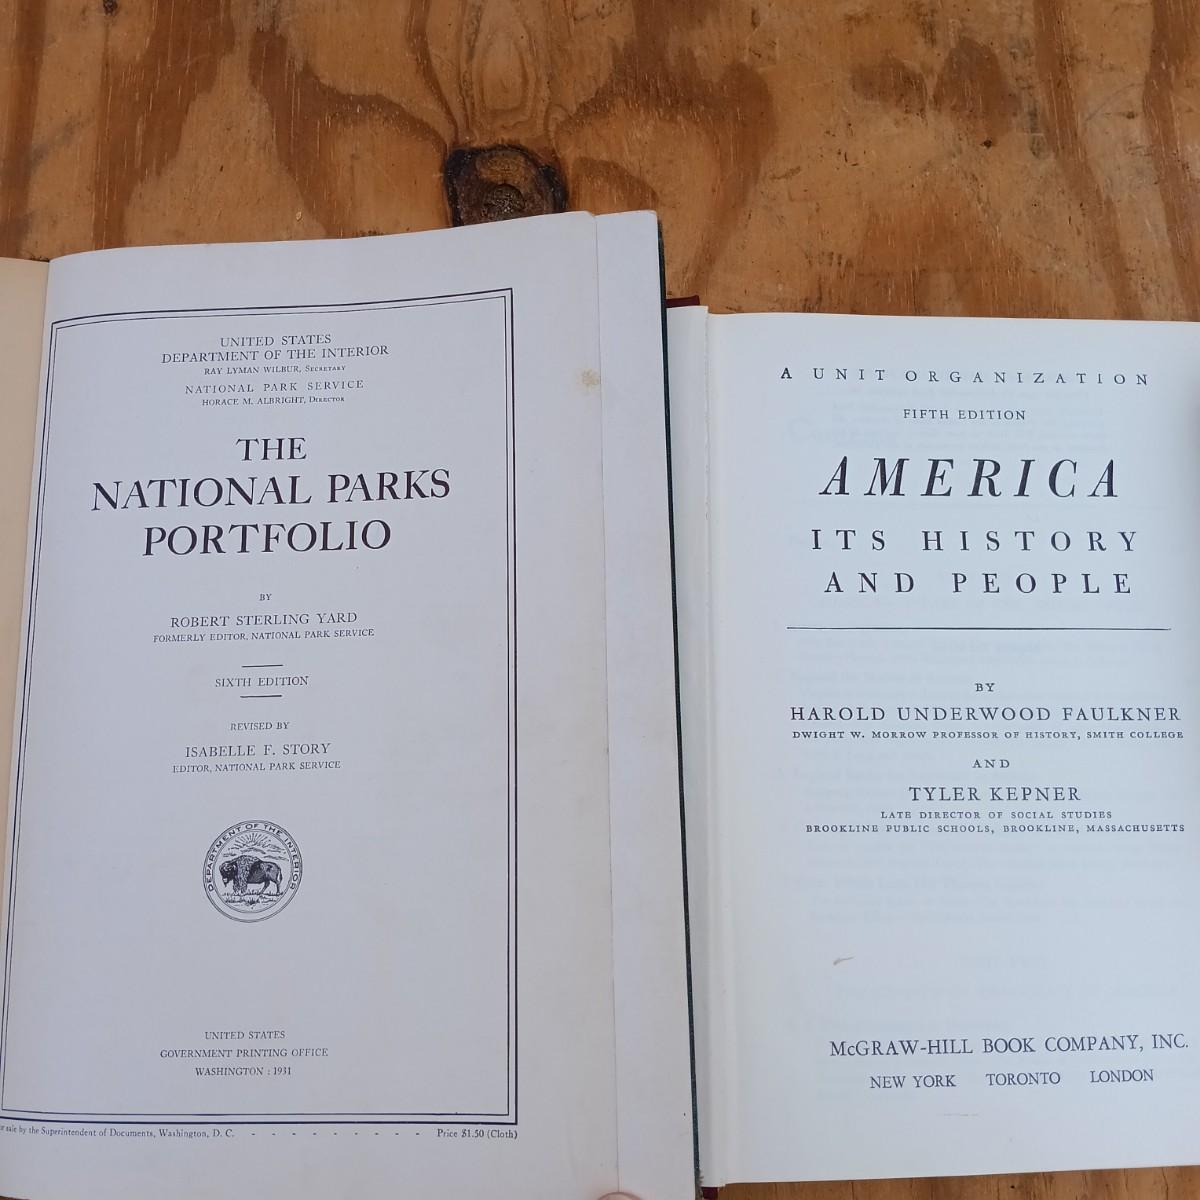 UNITED STATES
DEPARTMENT OF THE INTERIOR
RAY LYMAN WILBUR, SECRETARY
NATIONAL PARK SERVICE
HORACE M. ALBRIGHT, DIRECTOR
THE
NATIONAL PARKS
PORTFOLIO
BY
ROBERT STERLING YARD
FORMERLY EDITOR, NATIONAL PARK SERVICE
SIXTH EDITION
REVISED BY
ISABELLE F. STORY
EDITOR, NATIONAL PARK SERVICE
DEPARTMENT OF THE INTERIOR
UNITED STATES
GOVERNMENT PRINTING OFFICE
WASHINGTON : 1931
sale by the Superintendent of Documents, Washington, D. C. - - - - - - - - - Price $1.50 (Cloth)
A UNIT ORGANIZATION
FIFTH EDITION
AMERICA
ITS HISTORY
AND PEOPLE
BY
HAROLD UNDERWOOD FAULKNER
DWIGHT W. MORROW PROFESSOR OF HISTORY, SMITH COLLEGE
AND
TYLER KEPNER
LATE DIRECTOR OF SOCIAL STUDIES
BROOKLINE PUBLIC SCHOOLS, BROOKLINE, MASSACHUSETTS
McGRAW-HILL BOOK COMPANY, INC.
NEW YORK TORONTO LONDON